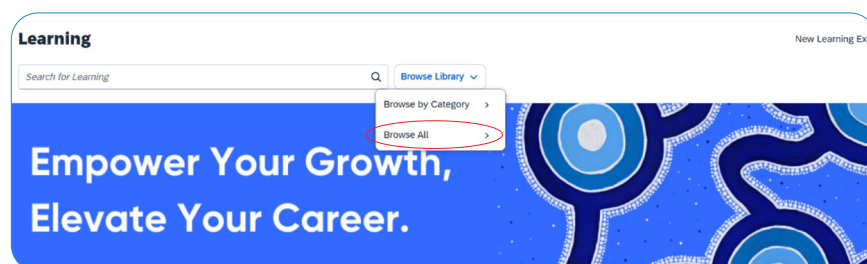 Learning
New Learning Ex
Search for Learning
Browse Library
Browse by Category
Browse All
Empower Your Growth,
Elevate Your Career.